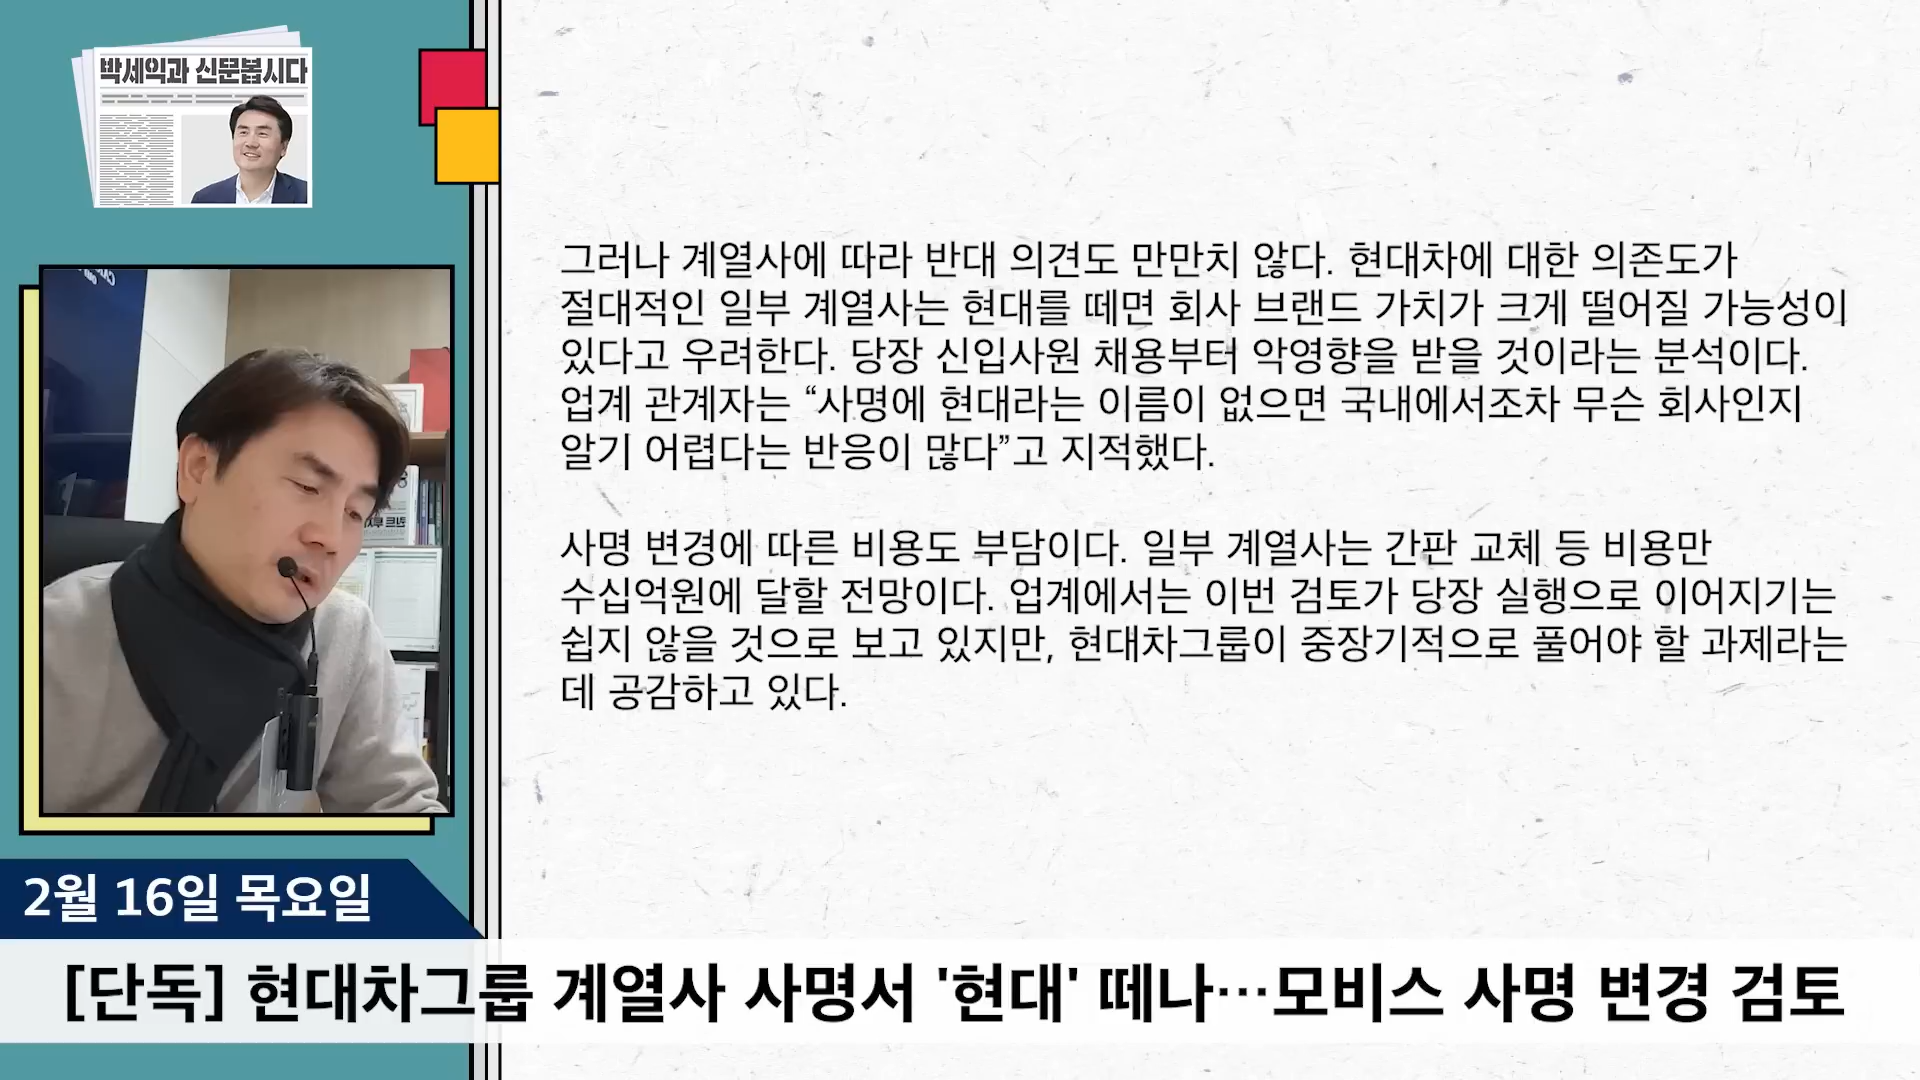 박세익과 신문봅시다
그러나 계열사에 따라 반대 의견도 만만치 않다. 현대차에 대한 의존도가
절대적인 일부 계열사는 현대를 떼면 회사 브랜드 가치가 크게 떨어질 가능성이
있다고 우려한다. 당장 신입사원 채용부터 악영향을 받을 것이라는 분석이다.
업계 관계자는 “사명에 현대라는 이름이 없으면 국내에서조차 무슨 회사인지
알기 어렵다는 반응이 많다”고 지적했다.
사명 변경에 따른 비용도 부담이다. 일부 계열사는 간판 교체 등 비용만
수십억원에 달할 전망이다. 업계에서는 이번 검토가 당장 실행으로 이어지기는
쉽지 않을 것으로 보고 있지만, 현대차그룹이 중장기적으로 풀어야 할 과제라는
데 공감하고 있다.
2월 16일 목요일
[단독] 현대차그룹 계열사 사명서 '현대' 떼나…모비스 사명 변경 검토